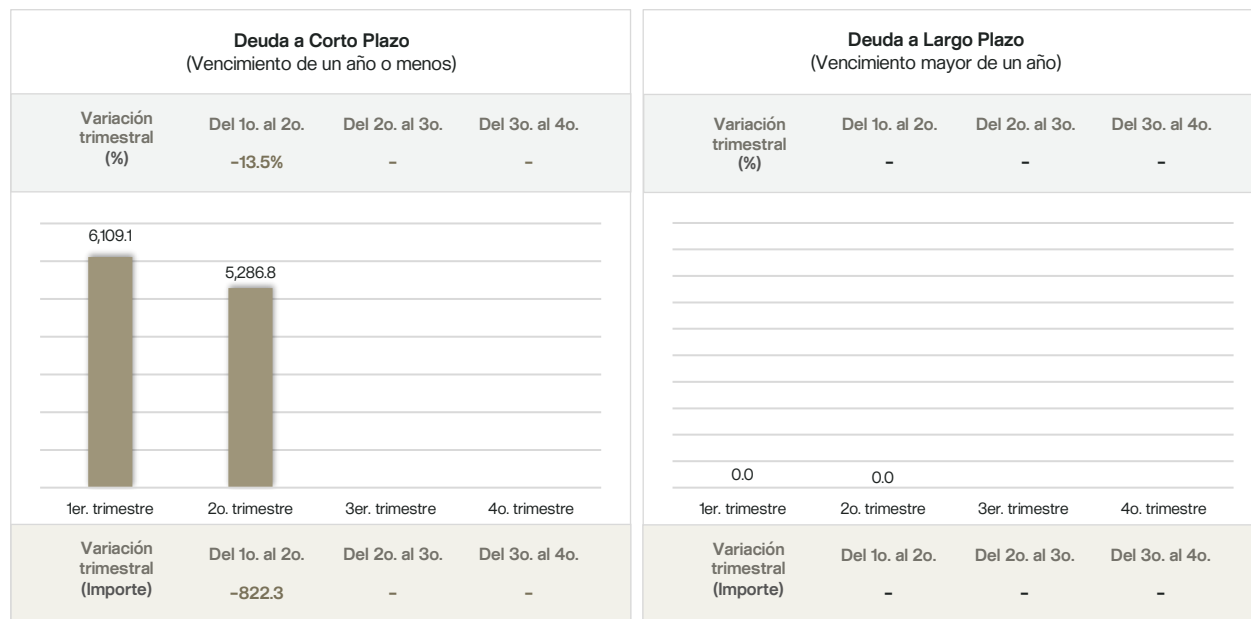 Deuda a Corto Plazo
(Vencimiento de un año o menos)
Variación
trimestral
(%)
Del 1o. al 2o.
Del 2o. al 3o.
Del 3o. al 4o.
-13.5%
-
-
6,109.1
5,286.8
1er. trimestre
2o. trimestre
3er. trimestre
4o. trimestre
Variación
trimestral
(Importe)
Del 1o. al 2o.
Del 2o. al 3o.
Del 3o. al 4o.
-822.3
-
-
Deuda a Largo Plazo
(Vencimiento mayor de un año)
Variación
trimestral
(%)
Del 1o. al 2o.
Del 2o. al 3o.
Del 3o. al 4o.
-
-
-
0.0
0.0
1er. trimestre
2o. trimestre
3er. trimestre
4o. trimestre
Variación
trimestral
(Importe)
Del 1o. al 2o.
Del 2o. al 3o.
Del 3o. al 4o.
-
-
-